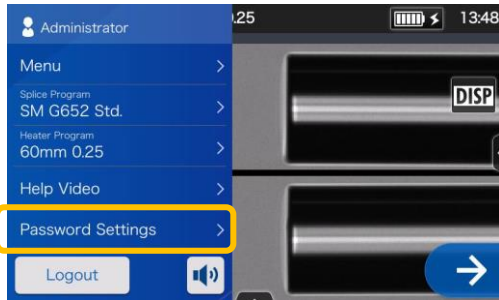 Administrator
.25
13:48
Menu
Splice Program
SM G652 Std.
DISP
Heater Program
60mm 0.25
Help Video
Password Settings
Logout